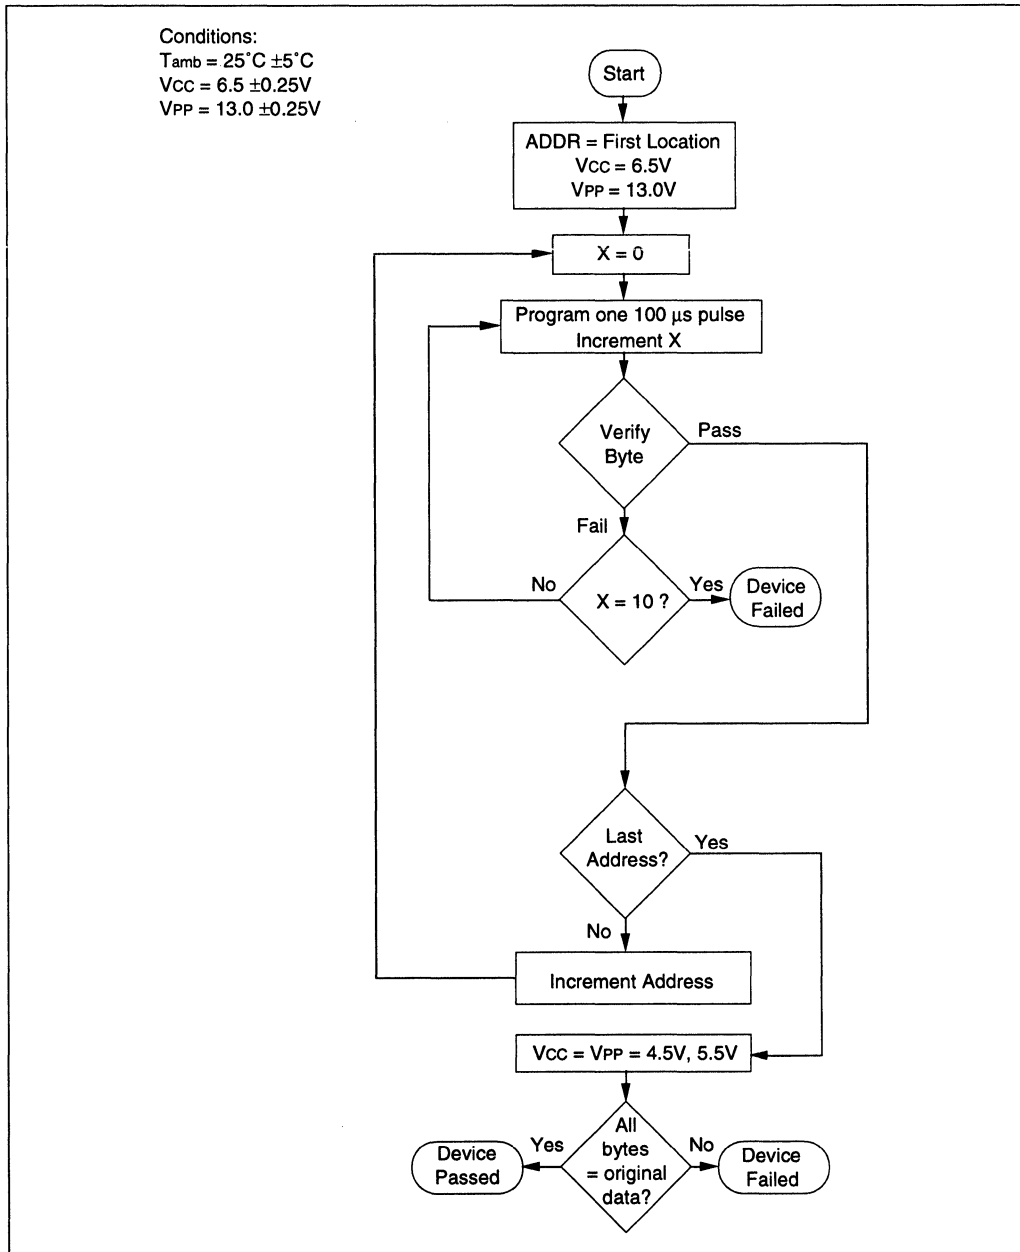 Conditions:
Tamb = 25°C ±5°C
VCC = 6.5 ±0.25V
VPP = 13.0 ±0.25V
Start
ADDR = First Location
VCC = 6.5V
VPP = 13.0V
X = 0
Program one 100 µs pulse
Increment X
Verify
Byte
Pass
Fail
No
X = 10 ?
Yes
Device
Failed
Last
Address?
Yes
No
Increment Address
VCC = VPP = 4.5V, 5.5V
All
bytes
= original
data?
Yes
Device
Passed
No
Device
Failed